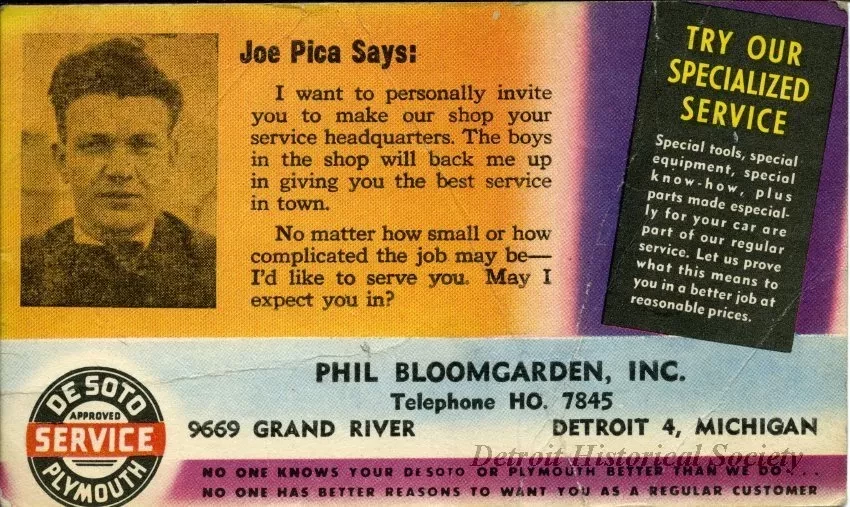 Joe Pica Says:
I want to personally invite
you to make our shop your
service headquarters. The boys
in the shop will back me up
in giving you the best service
in town.
No matter how small or how
complicated the job may be—
I'd like to serve you. May I
expect you in?
TRY OUR
SPECIALIZED
SERVICE
Special tools, special
equipment, special
know-how, plus
parts made especial-
ly for your car are
part of our regular
service. Let us prove
what this means to
you in a better job at
reasonable prices.
DE SOTO
APPROVED
SERVICE
PLYMOUTH
PHIL BLOOMGARDEN, INC.
Telephone HO. 7845
9669 GRAND RIVER DETROIT 4, MICHIGAN
Detroit Historical Society
NO ONE KNOWS YOUR DE SOTO OR PLYMOUTH BETTER THAN WE DO....
NO ONE HAS BETTER REASONS TO WANT YOU AS A REGULAR CUSTOMER